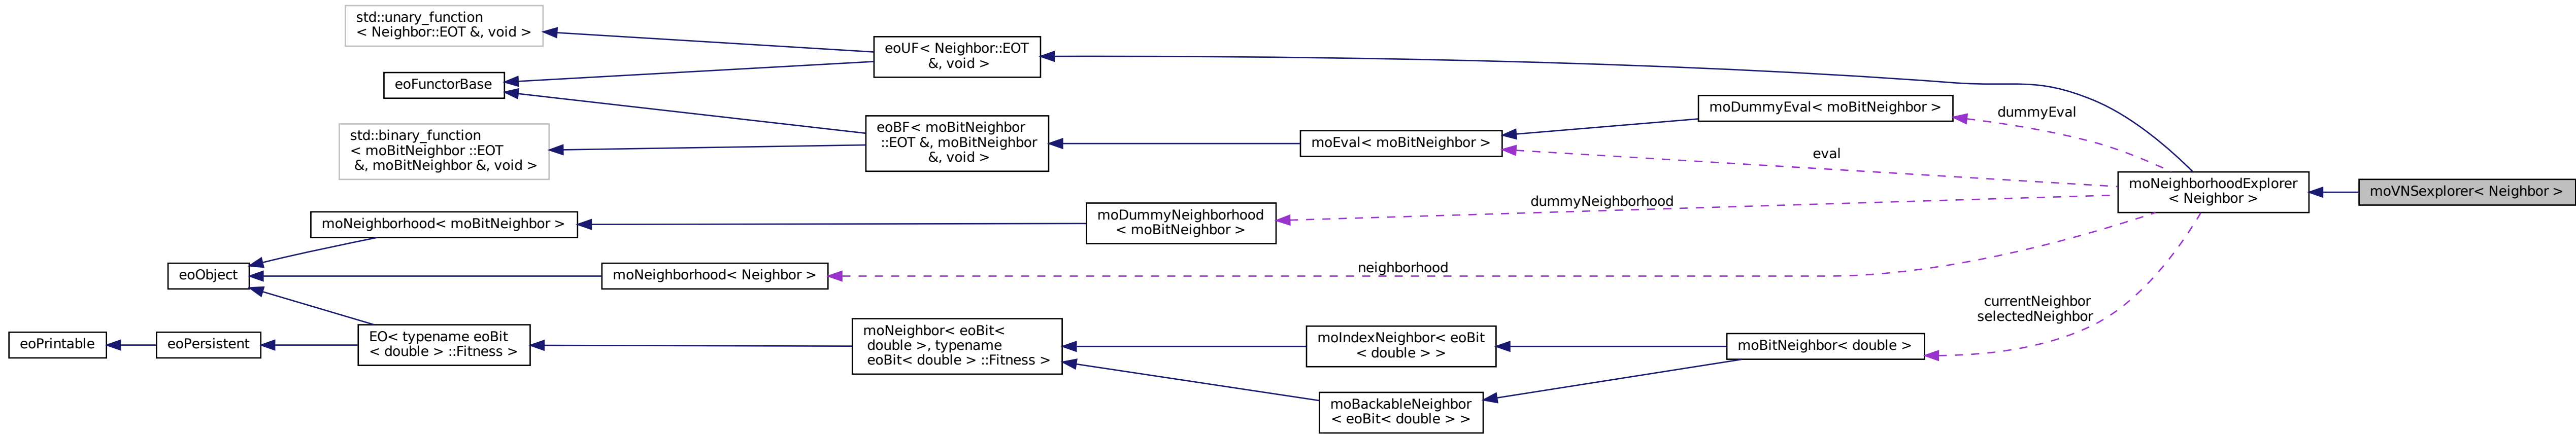 std::unary_function
< Neighbor::EOT &, void >
eoUF< Neighbor::EOT
&, void >
eoFunctorBase
moDummyEval< moBitNeighbor >
dummyEval
eoBF< moBitNeighbor
::EOT &, moBitNeighbor
&, void >
std::binary_function
< moBitNeighbor ::EOT
&, moBitNeighbor &, void >
moEval< moBitNeighbor >
eval
moNeighborhoodExplorer
< Neighbor >
moVNSexplorer< Neighbor >
dummyNeighborhood
moNeighborhood< moBitNeighbor >
moDummyNeighborhood
< moBitNeighbor >
eoObject
moNeighborhood< Neighbor >
neighborhood
currentNeighbor
selectedNeighbor
eoPrintable
eoPersistent
EO< typename eoBit
< double > ::Fitness >
moNeighbor< eoBit<
double >, typename
eoBit< double > ::Fitness >
moIndexNeighbor< eoBit
< double > >
moBitNeighbor< double >
moBackableNeighbor
< eoBit< double > >